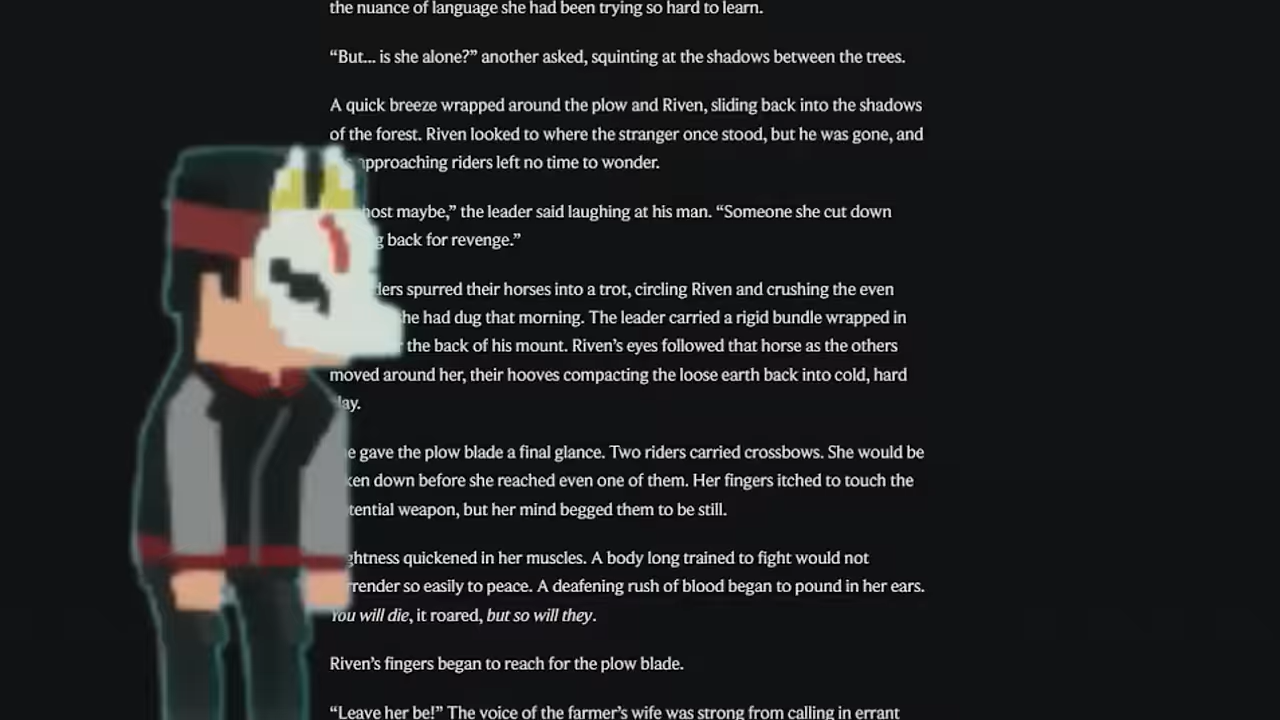 the nuance of language she had been trying so hard to learn.
“But... is she alone?” another asked, squinting at the shadows between the trees.
A quick breeze wrapped around the plow and Riven, sliding back into the shadows
of the forest. Riven looked to where the stranger once stood, but he was gone, and
approaching riders left no time to wonder.
maybe,” the leader said laughing at his man. “Someone she cut down
back for revenge.”
spurred their horses into a trot, circling Riven and crushing the even
she had dug that morning. The leader carried a rigid bundle wrapped in
the back of his mount. Riven’s eyes followed that horse as the others
moved around her, their hooves compacting the loose earth back into cold, hard
clay.
gave the plow blade a final glance. Two riders carried crossbows. She would be
down before she reached even one of them. Her fingers itched to touch the
potential weapon, but her mind begged them to be still.
quickened in her muscles. A body long trained to fight would not
surrender so easily to peace. A deafening rush of blood began to pound in her ears.
You will die, it roared, but so will they.
Riven’s fingers began to reach for the plow blade.
“Leave her be!” The voice of the farmer’s wife was strong from calling in errant